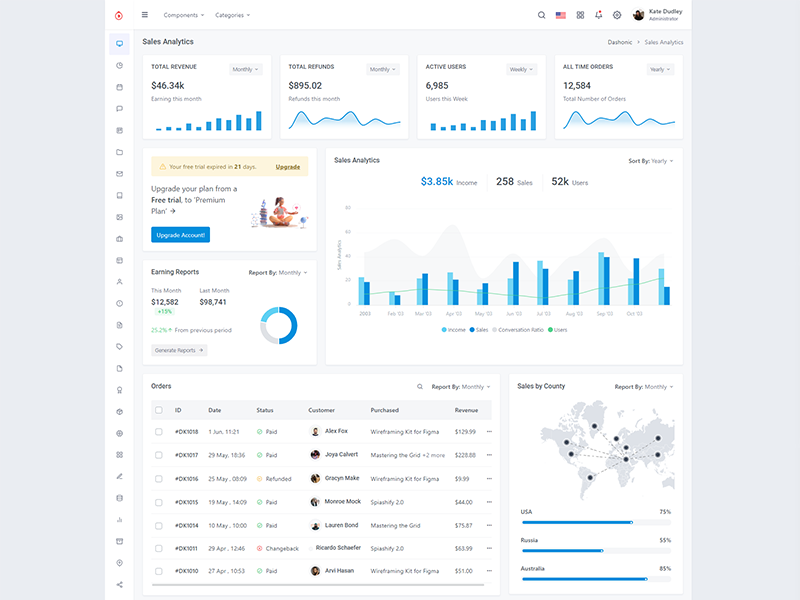 Components Categories
Kate Dudley
Administrator
Sales Analytics
Dashonic > Sales Analytics
TOTAL REVENUE Monthly
$46.34k
Earning this month
TOTAL REFUNDS Monthly
$895.02
Refunds this month
ACTIVE USERS Weekly
6,985
Users this Week
ALL TIME ORDERS Yearly
12,584
Total Number of Orders
Your free trial expired in 21 days. Upgrade
Upgrade your plan from a
Free trial, to 'Premium
Plan' →
Upgrade Account!
Sales Analytics Sort By: Yearly
$3.85k Income 258 Sales 52k Users
Sales Analytics
80
60
40
20
0
2003 Feb '03 Mar '03 Apr '03 May '03 Jun '03 Jul '03 Aug '03 Sep '03 Oct '03
Income Sales Conversation Ratio Users
Earning Reports Report By: Monthly
This Month Last Month
$12,582 $98,741
+15%
25.2% From previous period
Generate Reports →
Orders Report By: Monthly
ID Date Status Customer Purchased Revenue
#DK1018 1 Jun, 11:21 Paid Alex Fox Wireframing Kit for Figma $129.99
#DK1017 29 May, 18:36 Paid Joya Calvert Mastering the Grid +2 more $228.88
#DK1016 25 May , 08:09 Refunded Gracyn Make Wireframing Kit for Figma $9.99
#DK1015 19 May , 14:09 Paid Monroe Mock Spiashify 2.0 $44.00
#DK1014 10 May , 10:00 Paid Lauren Bond Mastering the Grid $75.87
#DK1011 29 Apr , 12:46 Changeback Ricardo Schaefer Spiashify 2.0 $63.99
#DK1010 27 Apr , 10:53 Paid Arvi Hasan Wireframing Kit for Figma $51.00
Sales by County Report By: Monthly
USA 75%
Russia 55%
Australia 85%